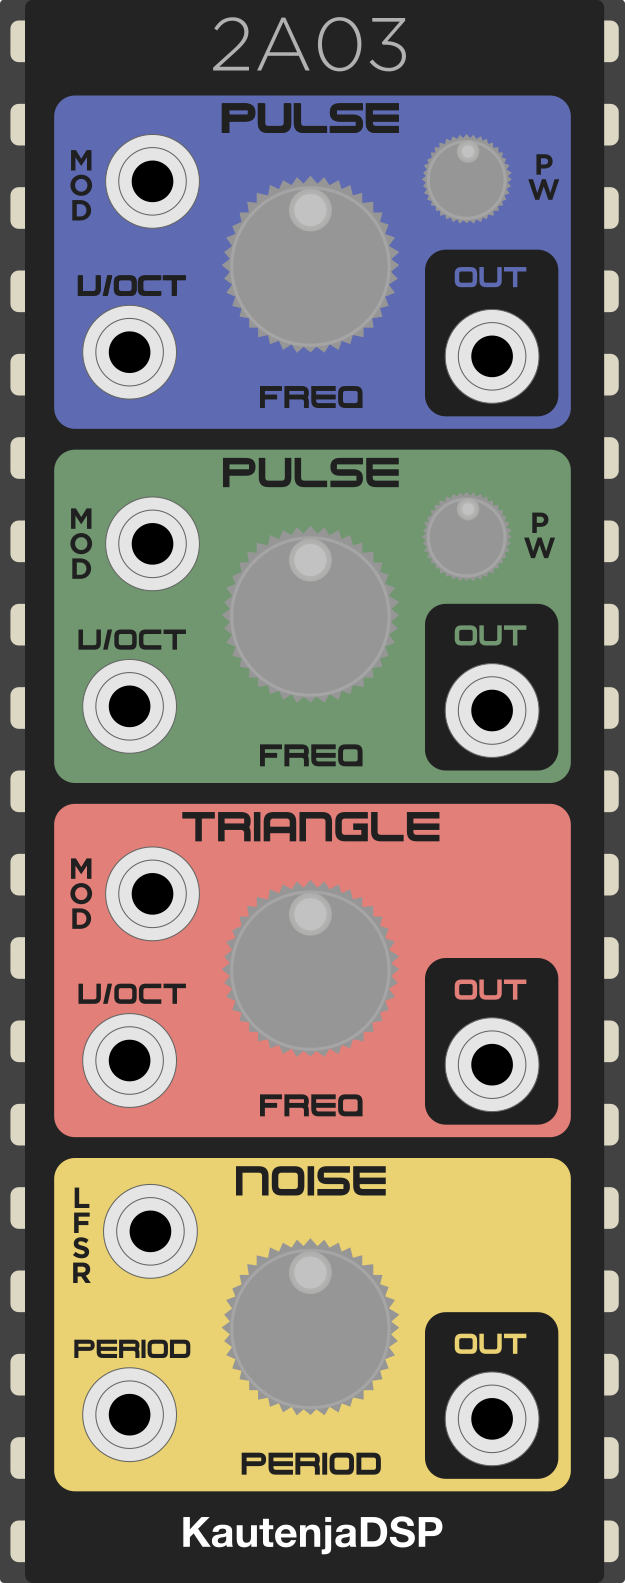 2A03
PULSE
MOD
PW
V/OCT
OUT
FREQ
PULSE
MOD
PW
V/OCT
OUT
FREQ
TRIANGLE
MOD
V/OCT
OUT
FREQ
NOISE
LFSR
PERIOD
OUT
PERIOD
KautenjaDSP